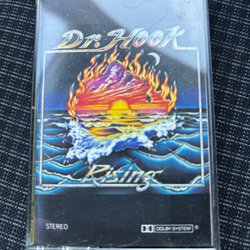 Dr. Hook
Rising
STEREO
DOLBY SYSTEM